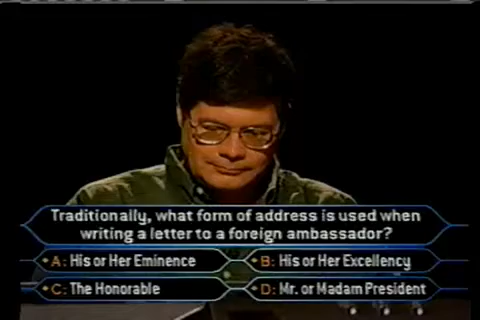 Traditionally, what form of address is used when
writing a letter to a foreign ambassador?
A: His or Her Eminence
B: His or Her Excellency
C: The Honorable
D: Mr. or Madam President